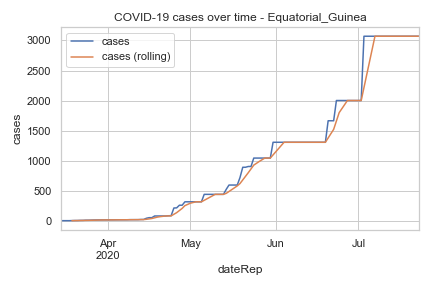 COVID-19 cases over time - Equatorial_Guinea
cases
cases (rolling)
3000
2500
2000
1500
1000
500
0
cases
Apr
2020
May
Jun
Jul
dateRep